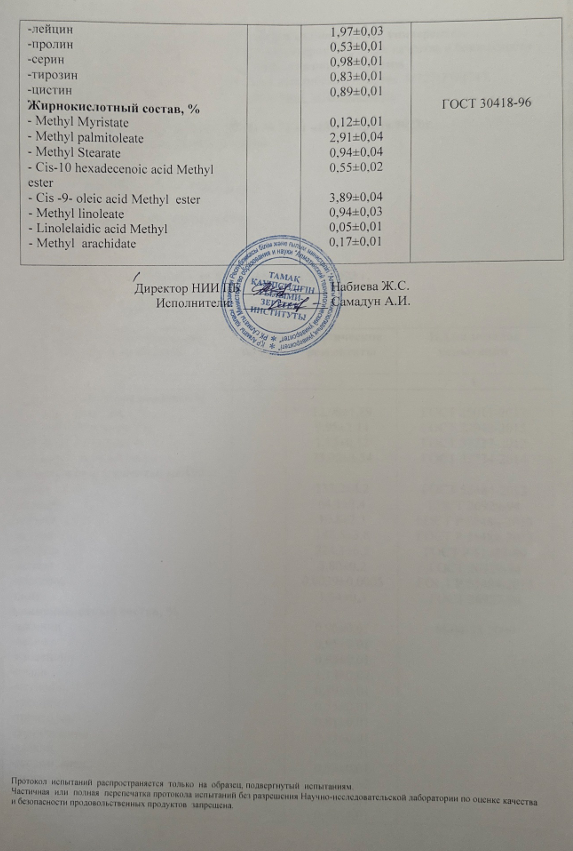 -лейцин 1,97±0,03
-пролин 0,53±0,01
-серин 0,98±0,01
-тирозин 0,83±0,01
-цистин 0,89±0,01
Жирнокислотный состав, % ГОСТ 30418-96
- Methyl Myristate 0,12±0,01
- Methyl palmitoleate 2,91±0,04
- Methyl Stearate 0,94±0,04
- Cis-10 hexadecenoic acid Methyl 0,55±0,02
ester
- Cis -9- oleic acid Methyl ester 3,89±0,04
- Methyl linoleate 0,94±0,03
- Linolelaidic acid Methyl 0,05±0,01
- Methyl arachidate 0,17±0,01
ТАМАҚ
ИНСТИТУТЫ
Директор НИИ Набиева Ж.С.
Исполнители: Самадун А.И.
Протокол испытаний распространяется только на образец, подвергнутый испытаниям.
Частичная или полная перепечатка протокола испытаний без разрешения Научно-исследовательской лаборатории по оценке качества
и безопасности продовольственных продуктов запрещена.